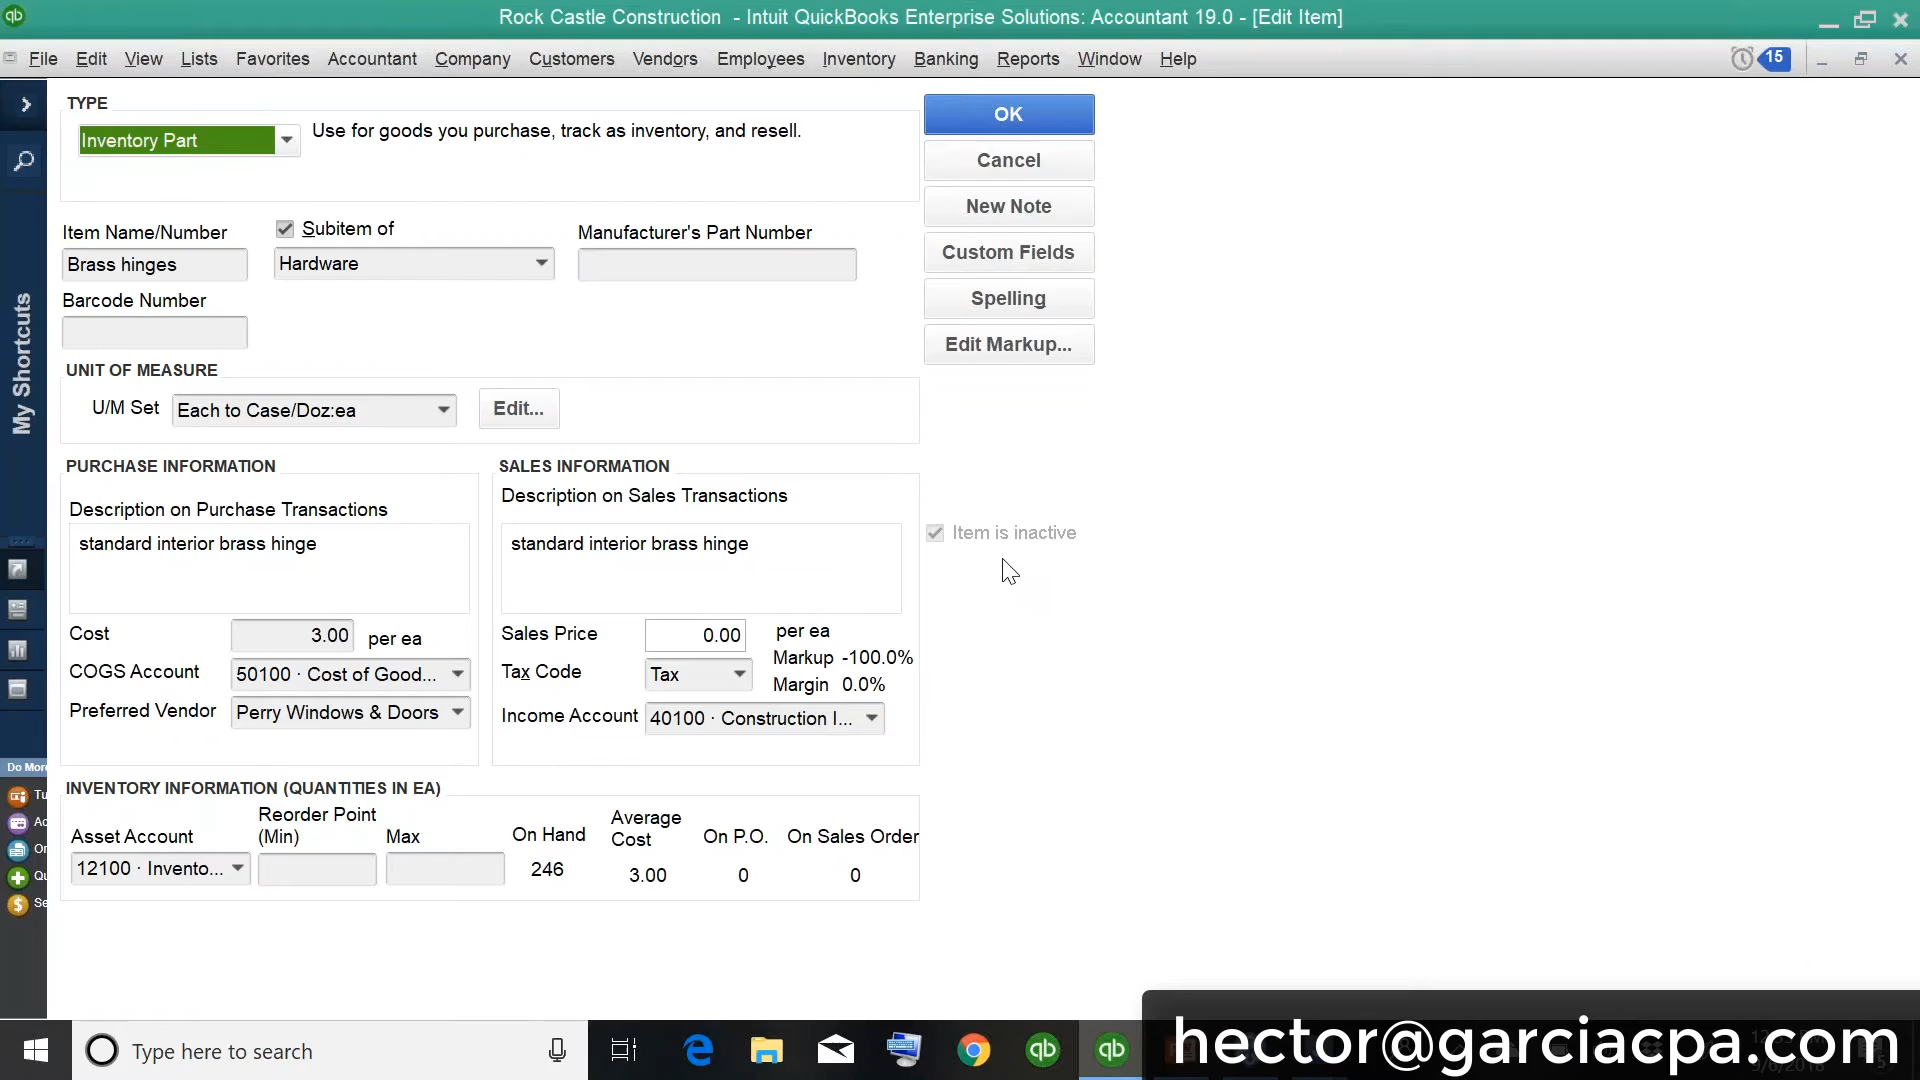 qb
Rock Castle Construction - Intuit QuickBooks Enterprise Solutions: Accountant 19.0 - [Edit Item]
File Edit View Lists Favorites Accountant Company Customers Vendors Employees Inventory Banking Reports Window Help 15
TYPE
Inventory Part
Use for goods you purchase, track as inventory, and resell.
OK
Cancel
New Note
Custom Fields
Spelling
Edit Markup...
Item Name/Number
Subitem of
Manufacturer's Part Number
Brass hinges
Hardware
Barcode Number
My Shortcuts
UNIT OF MEASURE
U/M Set
Each to Case/Doz:ea
Edit...
PURCHASE INFORMATION
Description on Purchase Transactions
standard interior brass hinge
Cost 3.00 per ea
COGS Account 50100 · Cost of Good...
Preferred Vendor Perry Windows & Doors
SALES INFORMATION
Description on Sales Transactions
standard interior brass hinge
Sales Price 0.00 per ea
Markup -100.0%
Tax Code Tax
Margin 0.0%
Income Account 40100 · Construction I...
Item is inactive
Do More
Tu
Ac
Or
Qu
Se
INVENTORY INFORMATION (QUANTITIES IN EA)
Asset Account
Reorder Point (Min)
Max
On Hand
Average Cost
On P.O.
On Sales Order
12100 · Invento...
246
3.00
0
0
Type here to search
qb
qb
hector@garciacpa.com